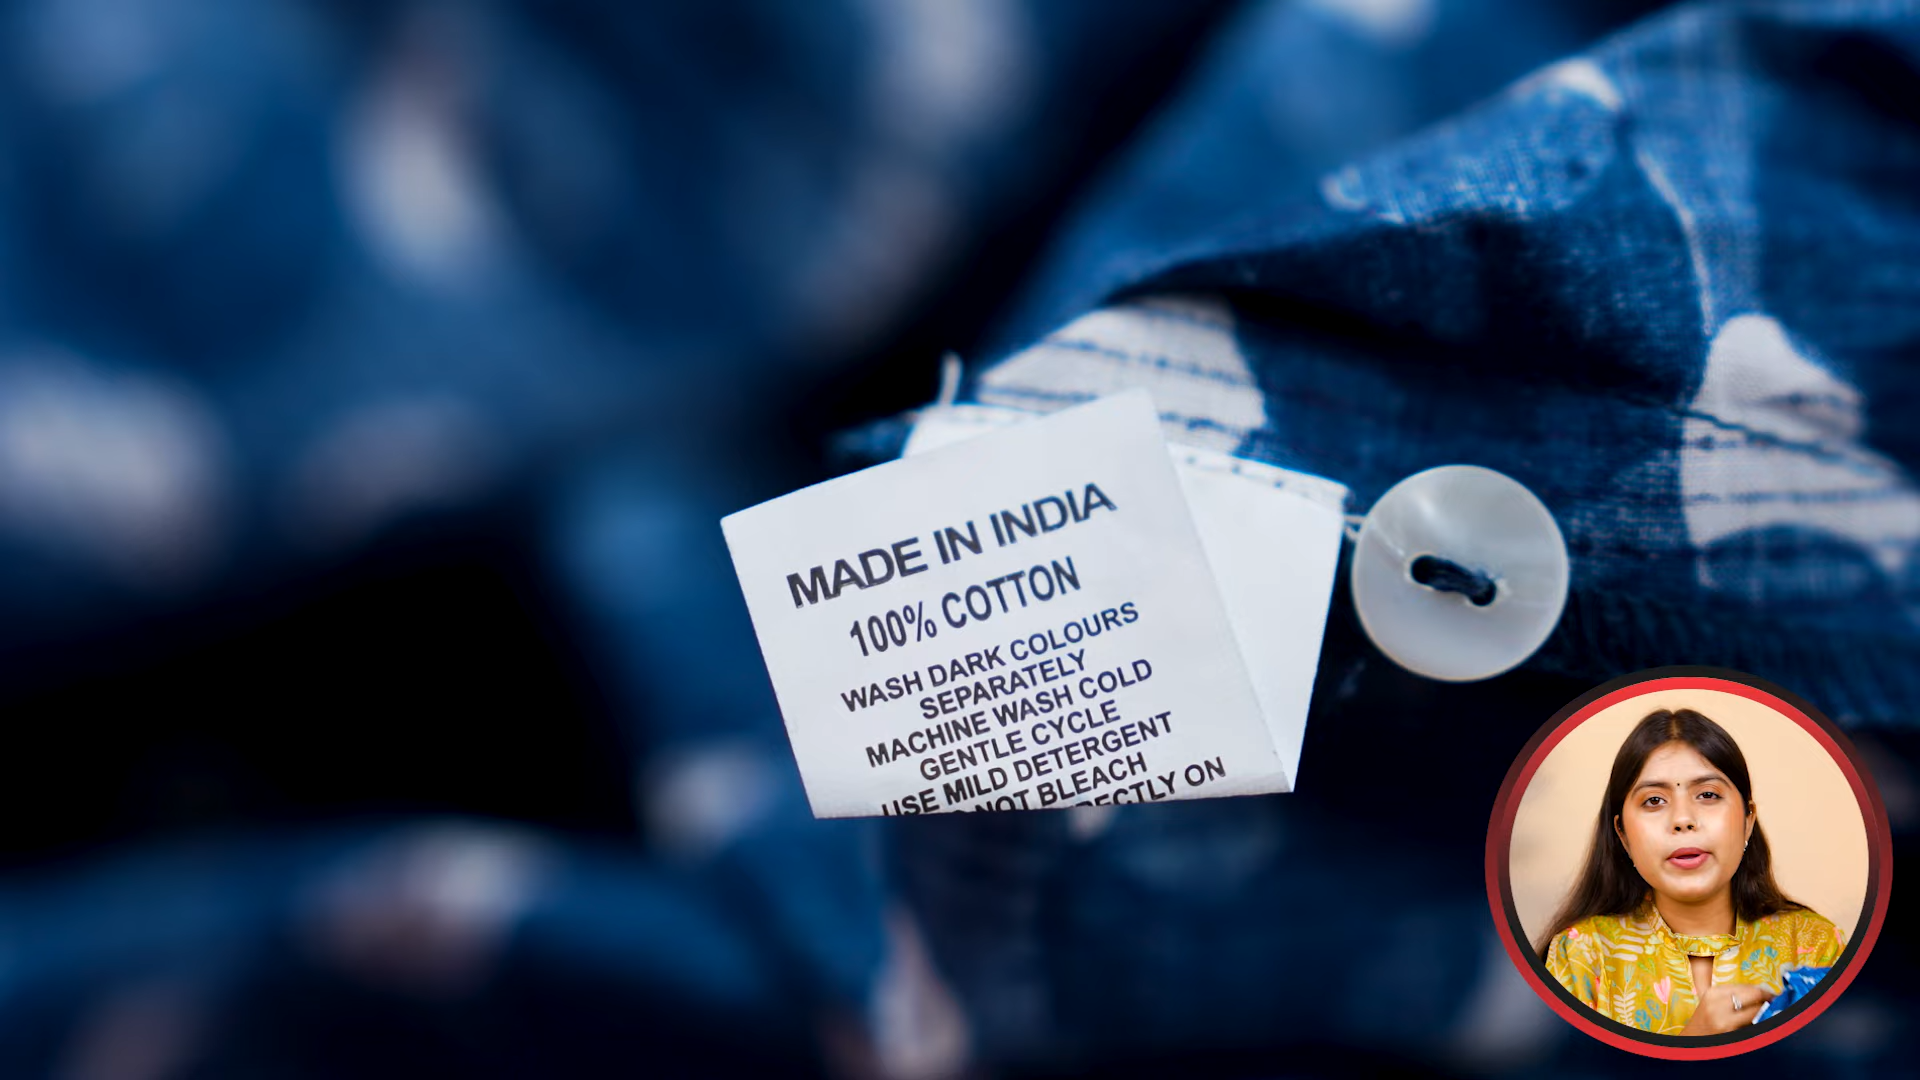 MADE IN INDIA
100% COTTON
WASH DARK COLOURS
SEPARATELY
MACHINE WASH COLD
GENTLE CYCLE
USE MILD DETERGENT
NOT BLEACH
ON